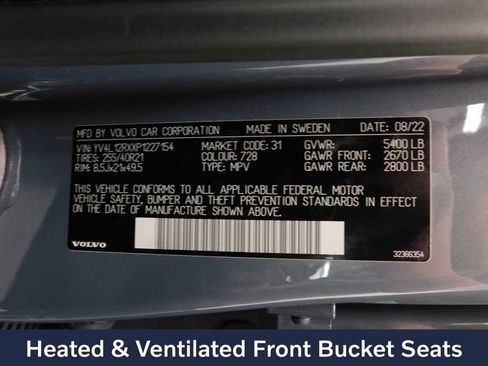 MFD BY VOLVO CAR CORPORATION MADE IN SWEDEN DATE: 08/22
VIN: YV4L12RXXP1227154 MARKET CODE: 31 GVWR: 5400 LB
TIRES: 255/40R21 COLOUR: 728 GAWR FRONT: 2670 LB
RIM: 8.5Jx21x49.5 TYPE: MPV GAWR REAR: 2800 LB
THIS VEHICLE CONFORMS TO ALL APPLICABLE FEDERAL MOTOR
VEHICLE SAFETY, BUMPER AND THEFT PREVENTION STANDARDS IN EFFECT
ON THE DATE OF MANUFACTURE SHOWN ABOVE.
VOLVO 32366354
Heated & Ventilated Front Bucket Seats